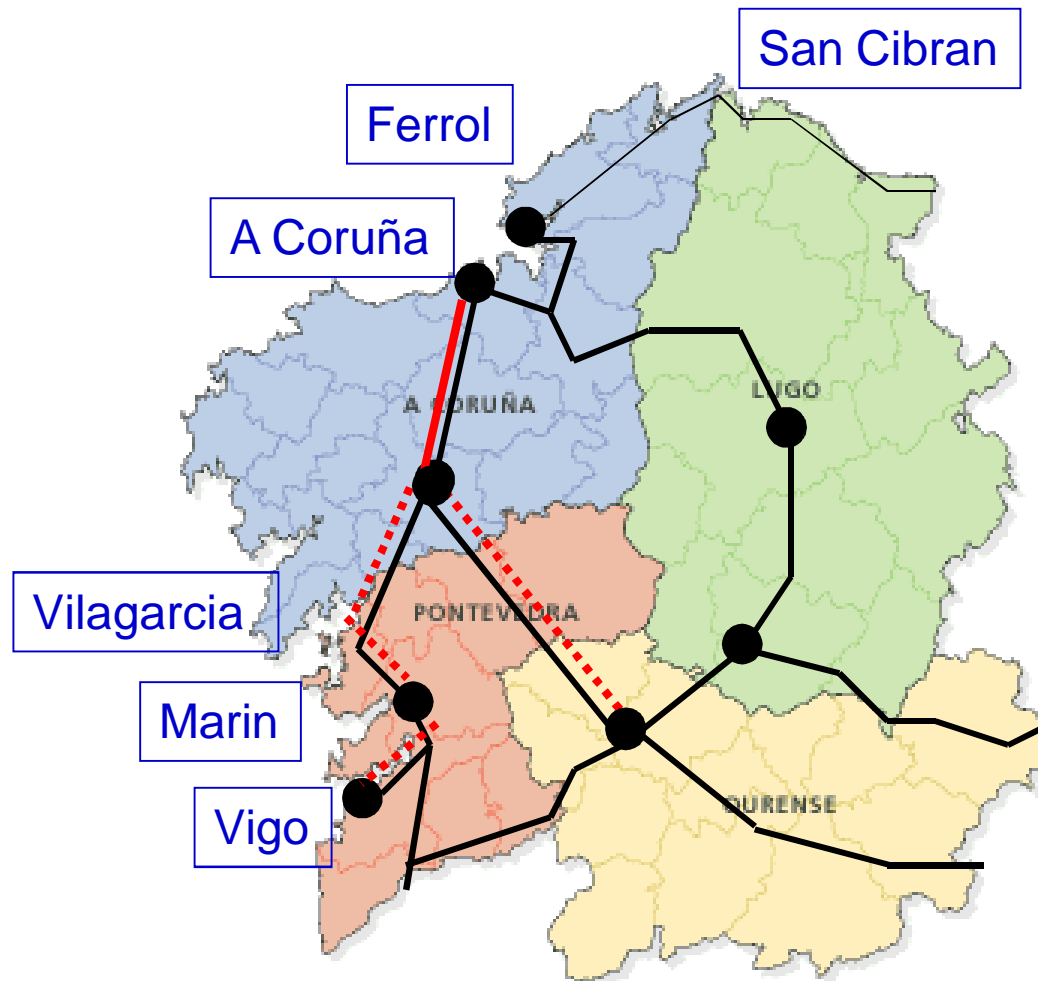 San Cibran
Ferrol
A Coruña
A CORUÑA
LUGO
Vilagarcia
PONTEVEDRA
Marin
Vigo
OURENSE